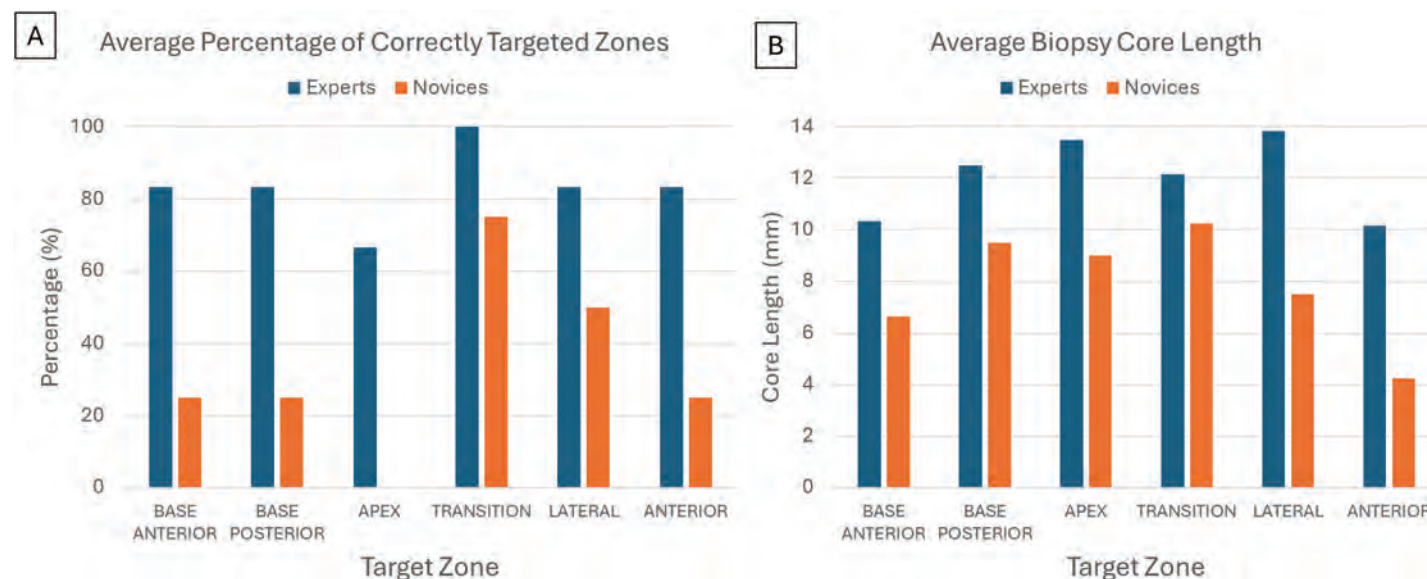 A
Average Percentage of Correctly Targeted Zones
Experts Novices
Percentage (%)
100
80
60
40
20
0
BASE ANTERIOR
BASE POSTERIOR
APEX
TRANSITION
LATERAL
ANTERIOR
Target Zone
B
Average Biopsy Core Length
Experts Novices
Core Length (mm)
14
12
10
8
6
4
2
0
BASE ANTERIOR
BASE POSTERIOR
APEX
TRANSITION
LATERAL
ANTERIOR
Target Zone